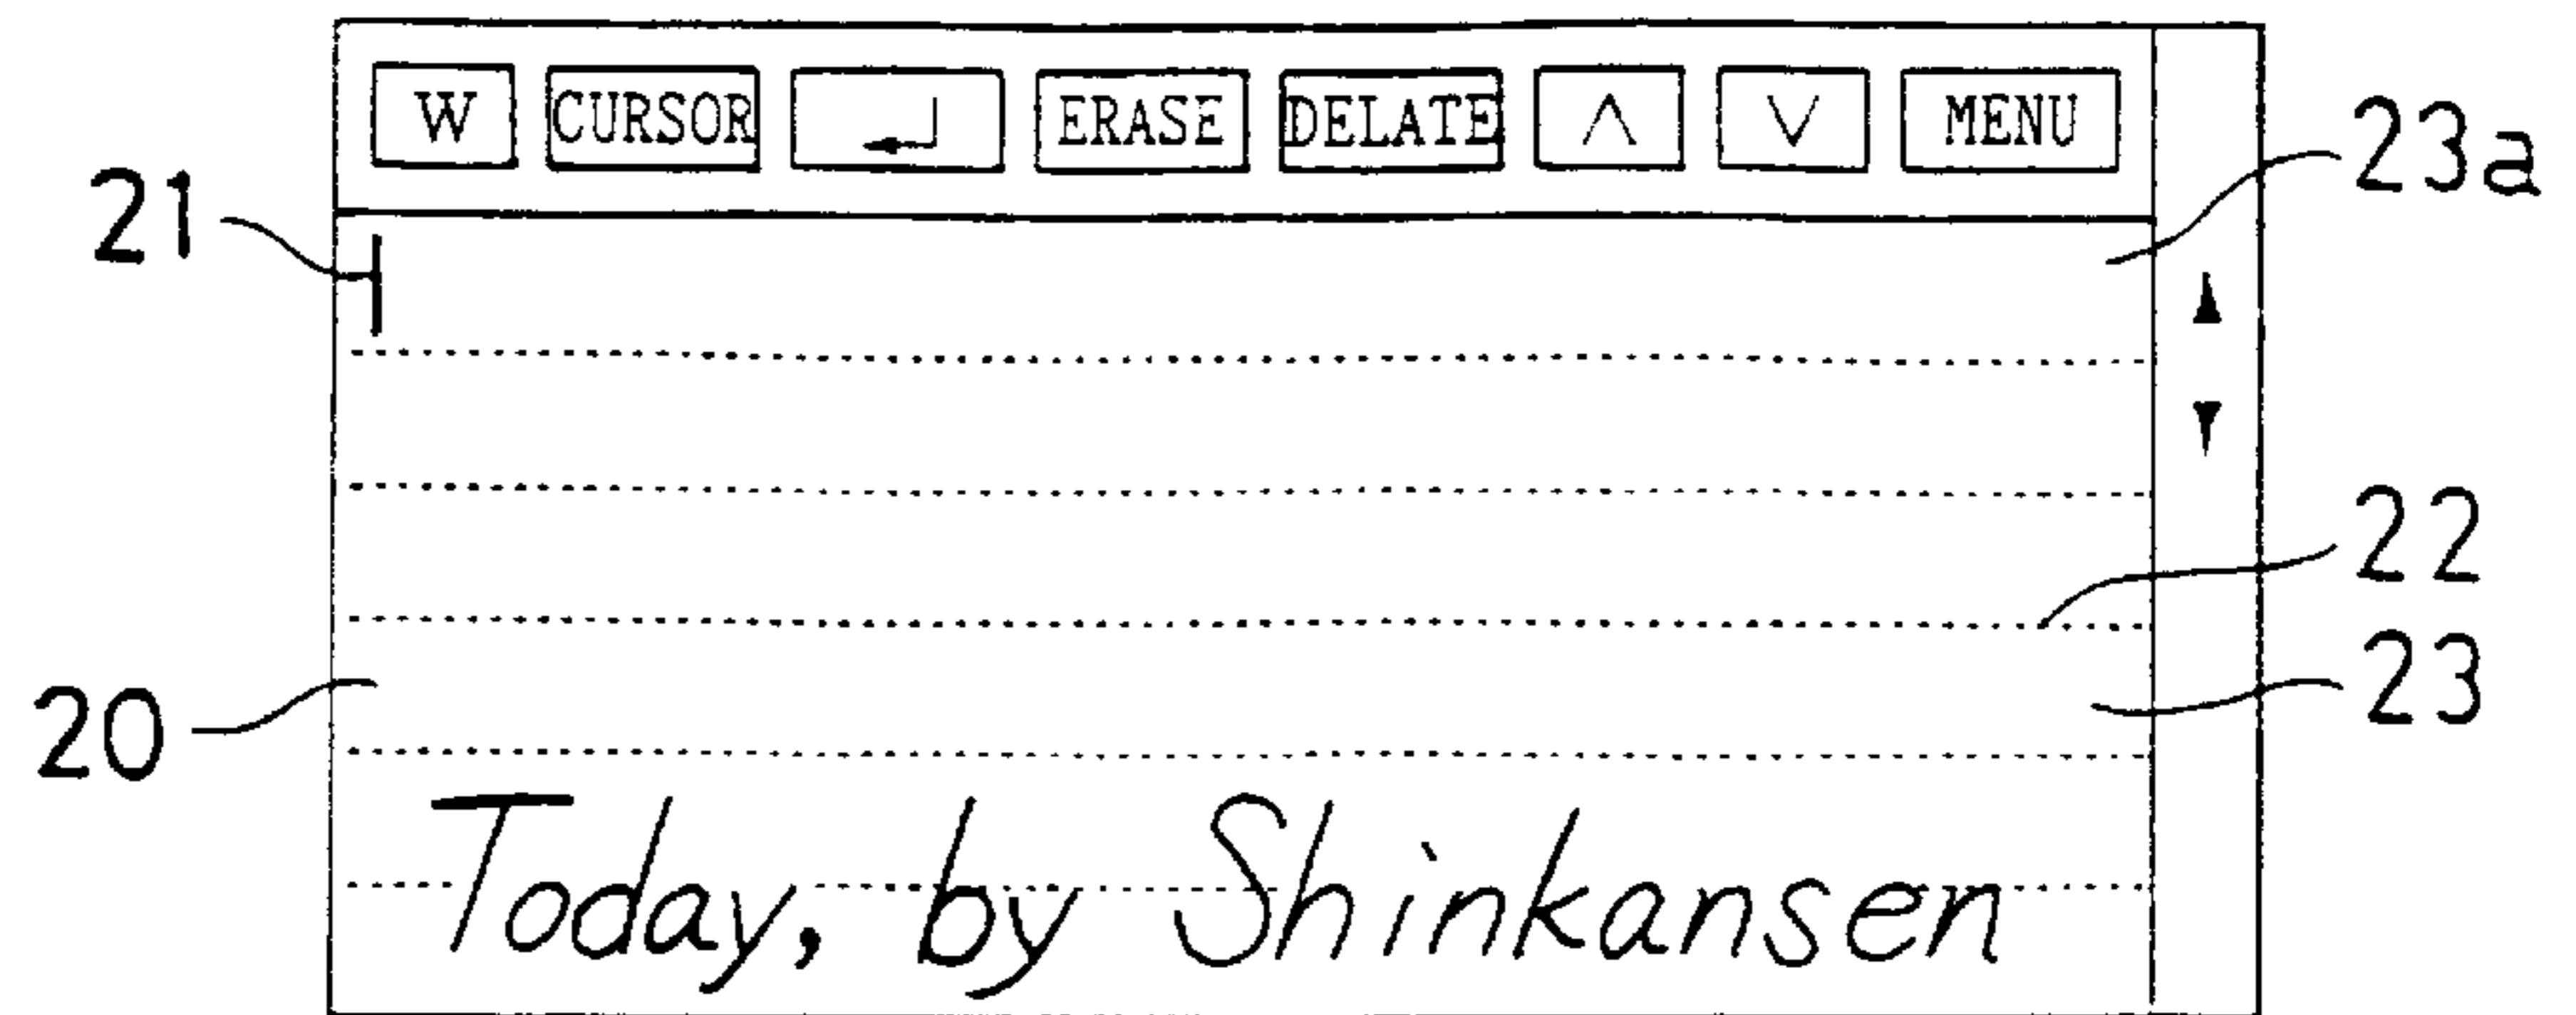 W CURSOR ERASE DELATE ∧ ∨ MENU
21
23a
22
20
23
Today, by Shinkansen